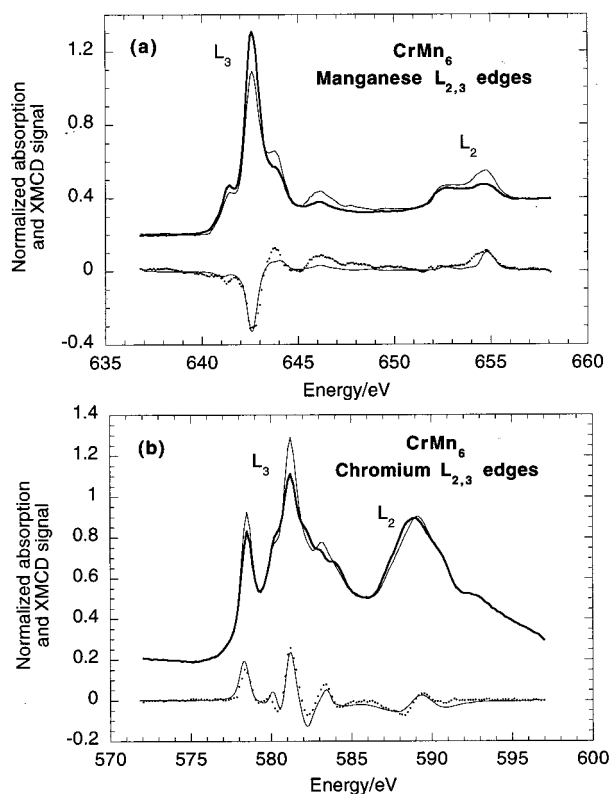 (a)
CrMn6
Manganese L2,3 edges
L3
L2
Normalized absorption
and XMCD signal
1.2
0.8
0.4
0
-0.4
635
640
645
650
655
660
Energy/eV
(b)
CrMn6
Chromium L2,3 edges
L3
L2
Normalized absorption
and XMCD signal
1.4
1.2
1
0.8
0.6
0.4
0.2
0
-0.2
570
575
580
585
590
595
600
Energy/eV